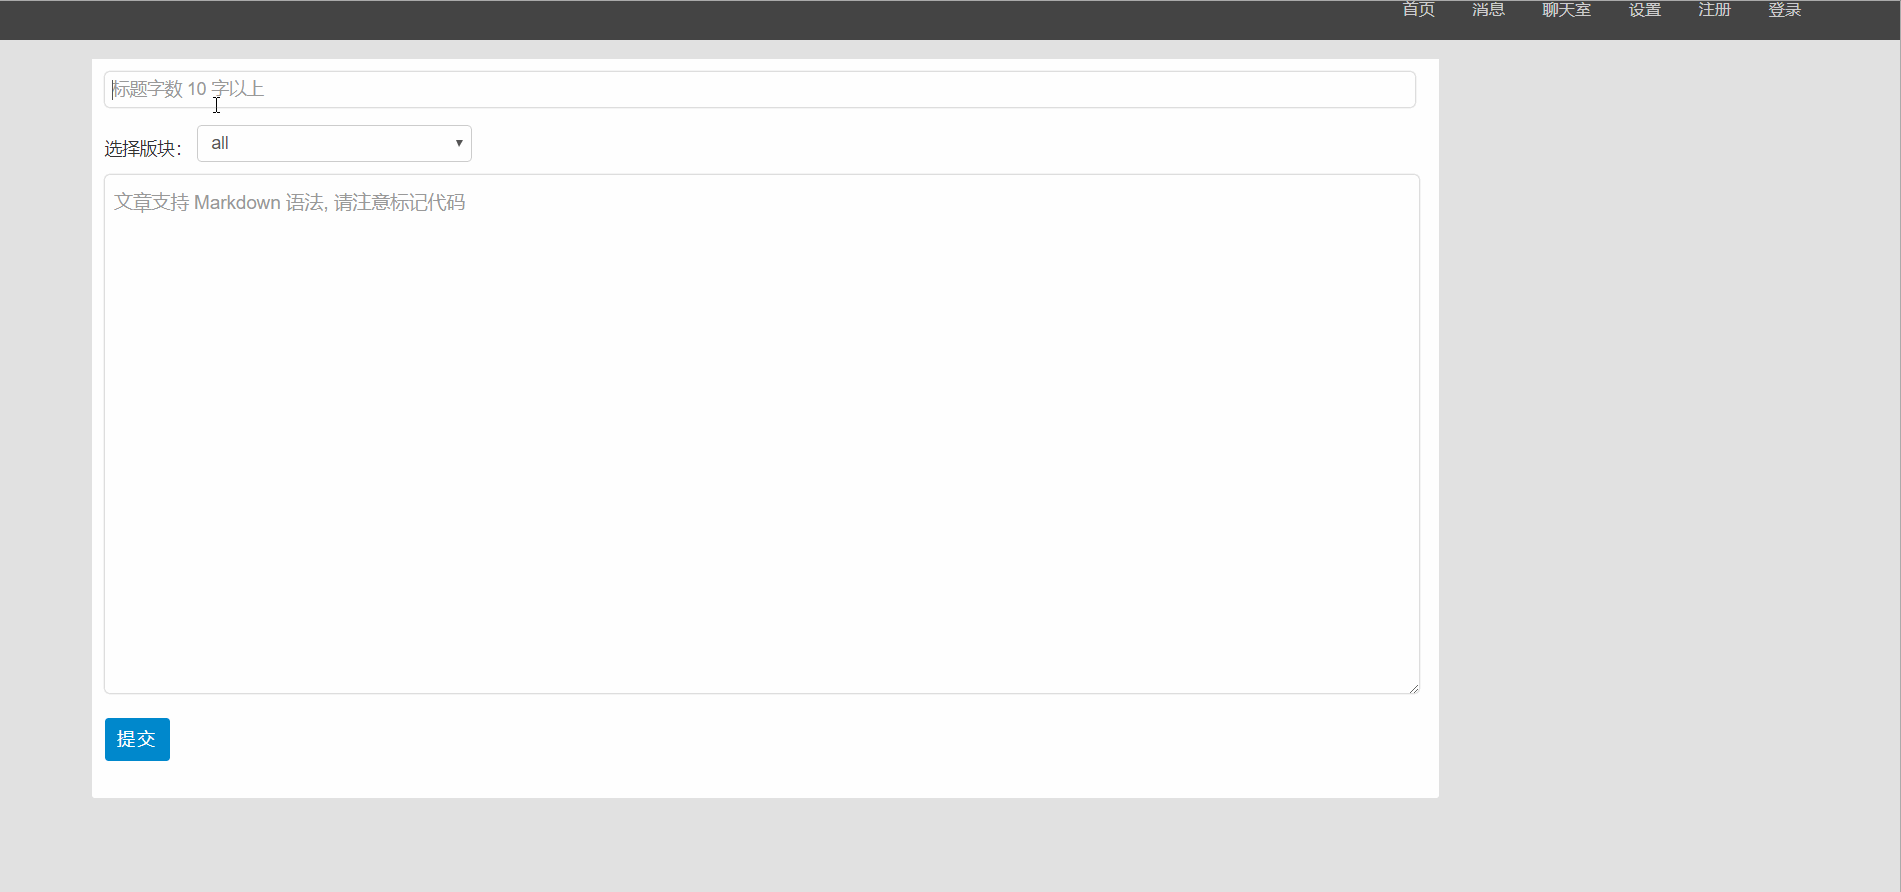 首页 消息 聊天室 设置 注册 登录
标题字数 10 字以上
选择版块： all
文章支持 Markdown 语法, 请注意标记代码
提交